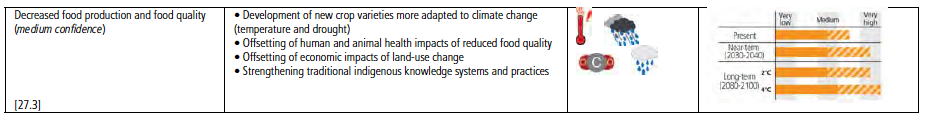 Decreased food production and food quality
(medium confidence)
[27.3]
• Development of new crop varieties more adapted to climate change
(temperature and drought)
• Offsetting of human and animal health impacts of reduced food quality
• Offsetting of economic impacts of land-use change
• Strengthening traditional indigenous knowledge systems and practices
C
Very
low
Medium
Very
high
Present
Near-term
(2030-2040)
Long-term
(2080-2100)
2°C
4°C